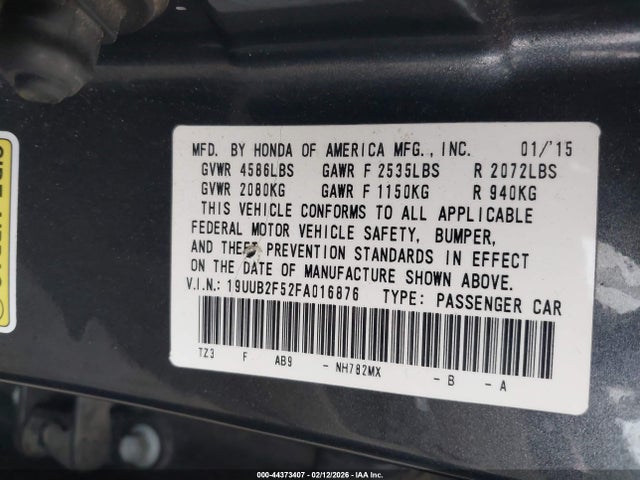 MFD. BY HONDA OF AMERICA MFG., INC. 01/'15
GVWR 4586LBS GAWR F 2535LBS R 2072LBS
GVWR 2080KG GAWR F 1150KG R 940KG
THIS VEHICLE CONFORMS TO ALL APPLICABLE
FEDERAL MOTOR VEHICLE SAFETY, BUMPER,
AND THEFT PREVENTION STANDARDS IN EFFECT
ON THE DATE OF MANUFACTURE SHOWN ABOVE.
V.I.N.: 19UUB2F52FA016876 TYPE: PASSENGER CAR
TZ3 F AB9 - NH782MX - B - A
000-44373407 - 02/12/2026 - IAA Inc.